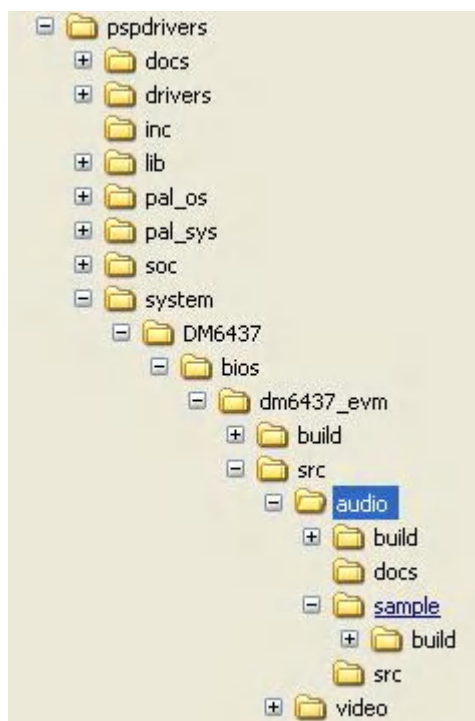 pspdrivers
docs
drivers
inc
lib
pal_os
pal_sys
soc
system
DM6437
bios
dm6437_evm
build
src
audio
build
docs
sample
build
src
video